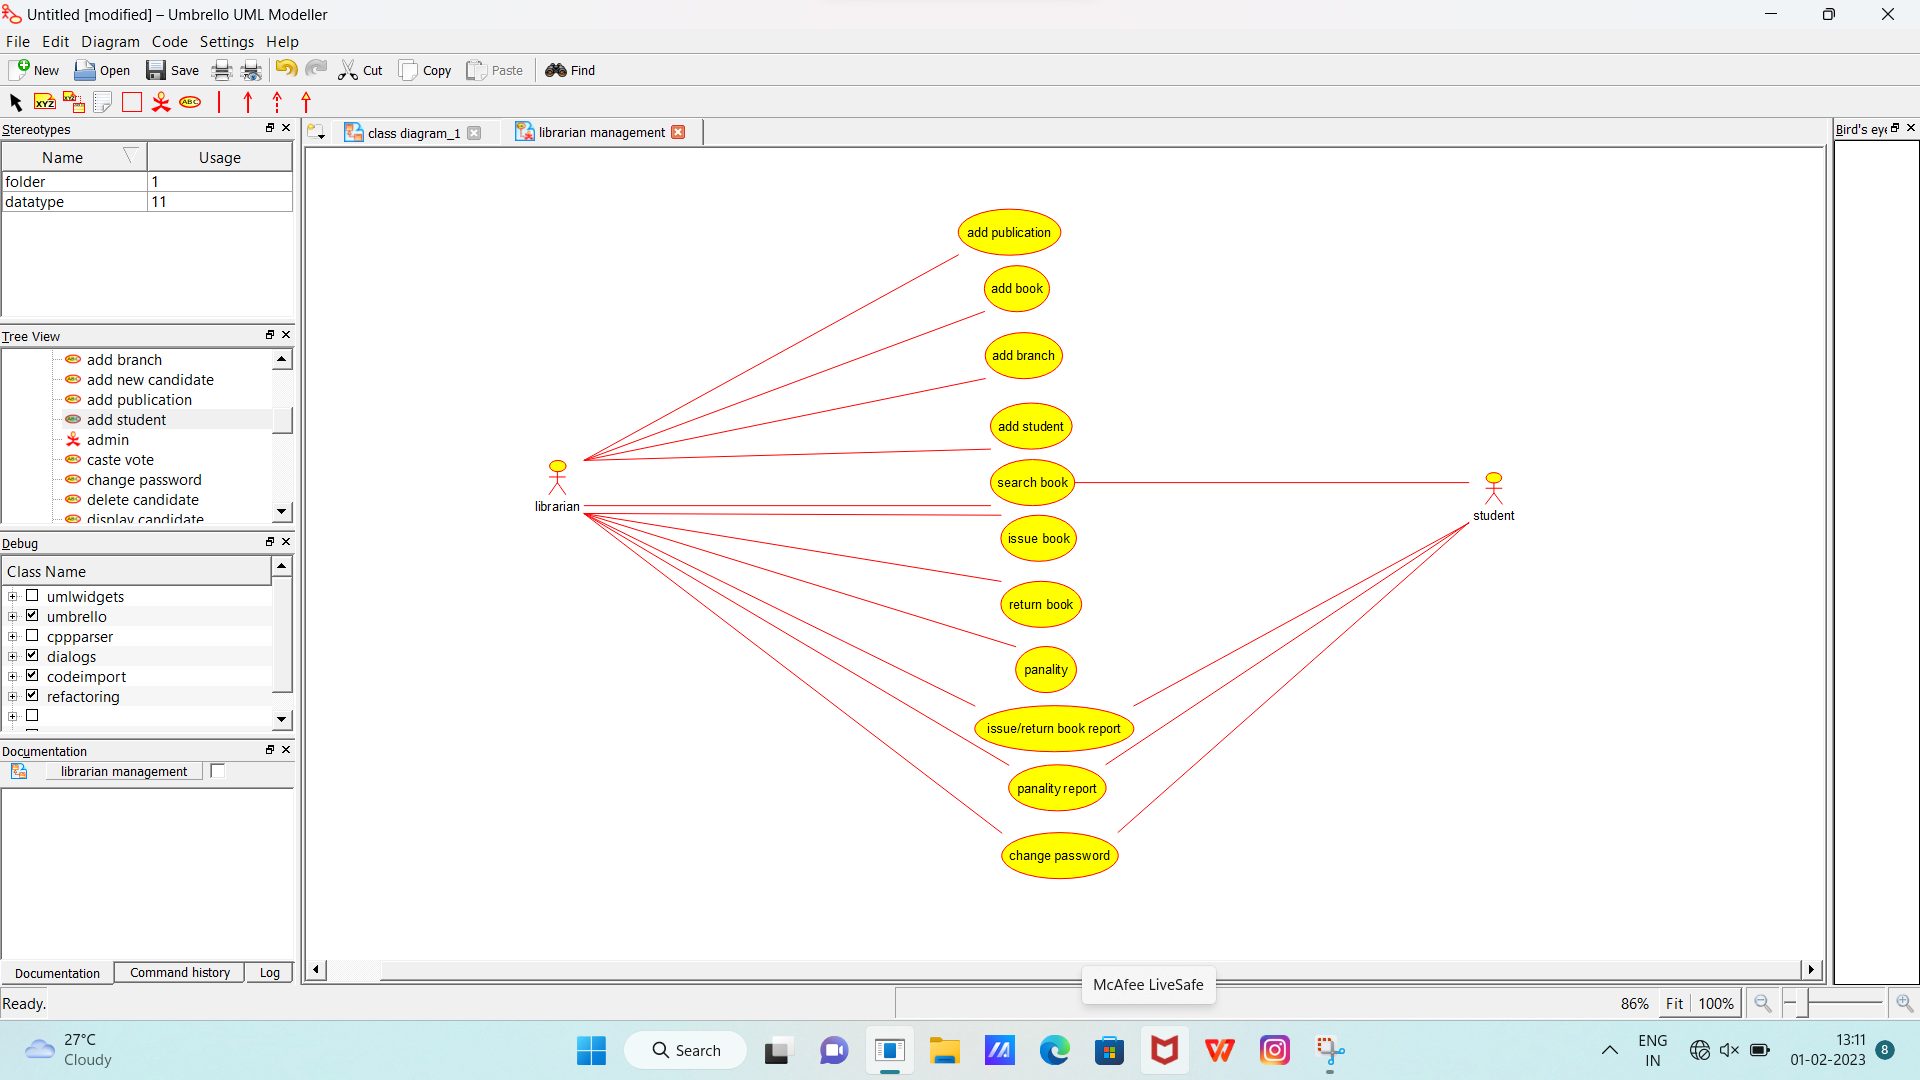 Untitled [modified] – Umbrello UML Modeller
File Edit Diagram Code Settings Help
New Open Save Cut Copy Paste Find
XYZ XYZ ABC
Stereotypes
Name Usage
folder 1
datatype 11
Tree View
add branch
add new candidate
add publication
add student
admin
caste vote
change password
delete candidate
display candidate
Debug
Class Name
umlwidgets
umbrello
cppparser
dialogs
codeimport
refactoring
Documentation
librarian management
Documentation Command history Log
Ready.
class diagram_1 librarian management
add publication
add book
add branch
add student
search book
librarian
student
issue book
return book
panality
issue/return book report
panality report
change password
Bird's eye
McAfee LiveSafe
86% Fit 100%
27°C
Cloudy
Search
ENG
IN
13:11
01-02-2023
8